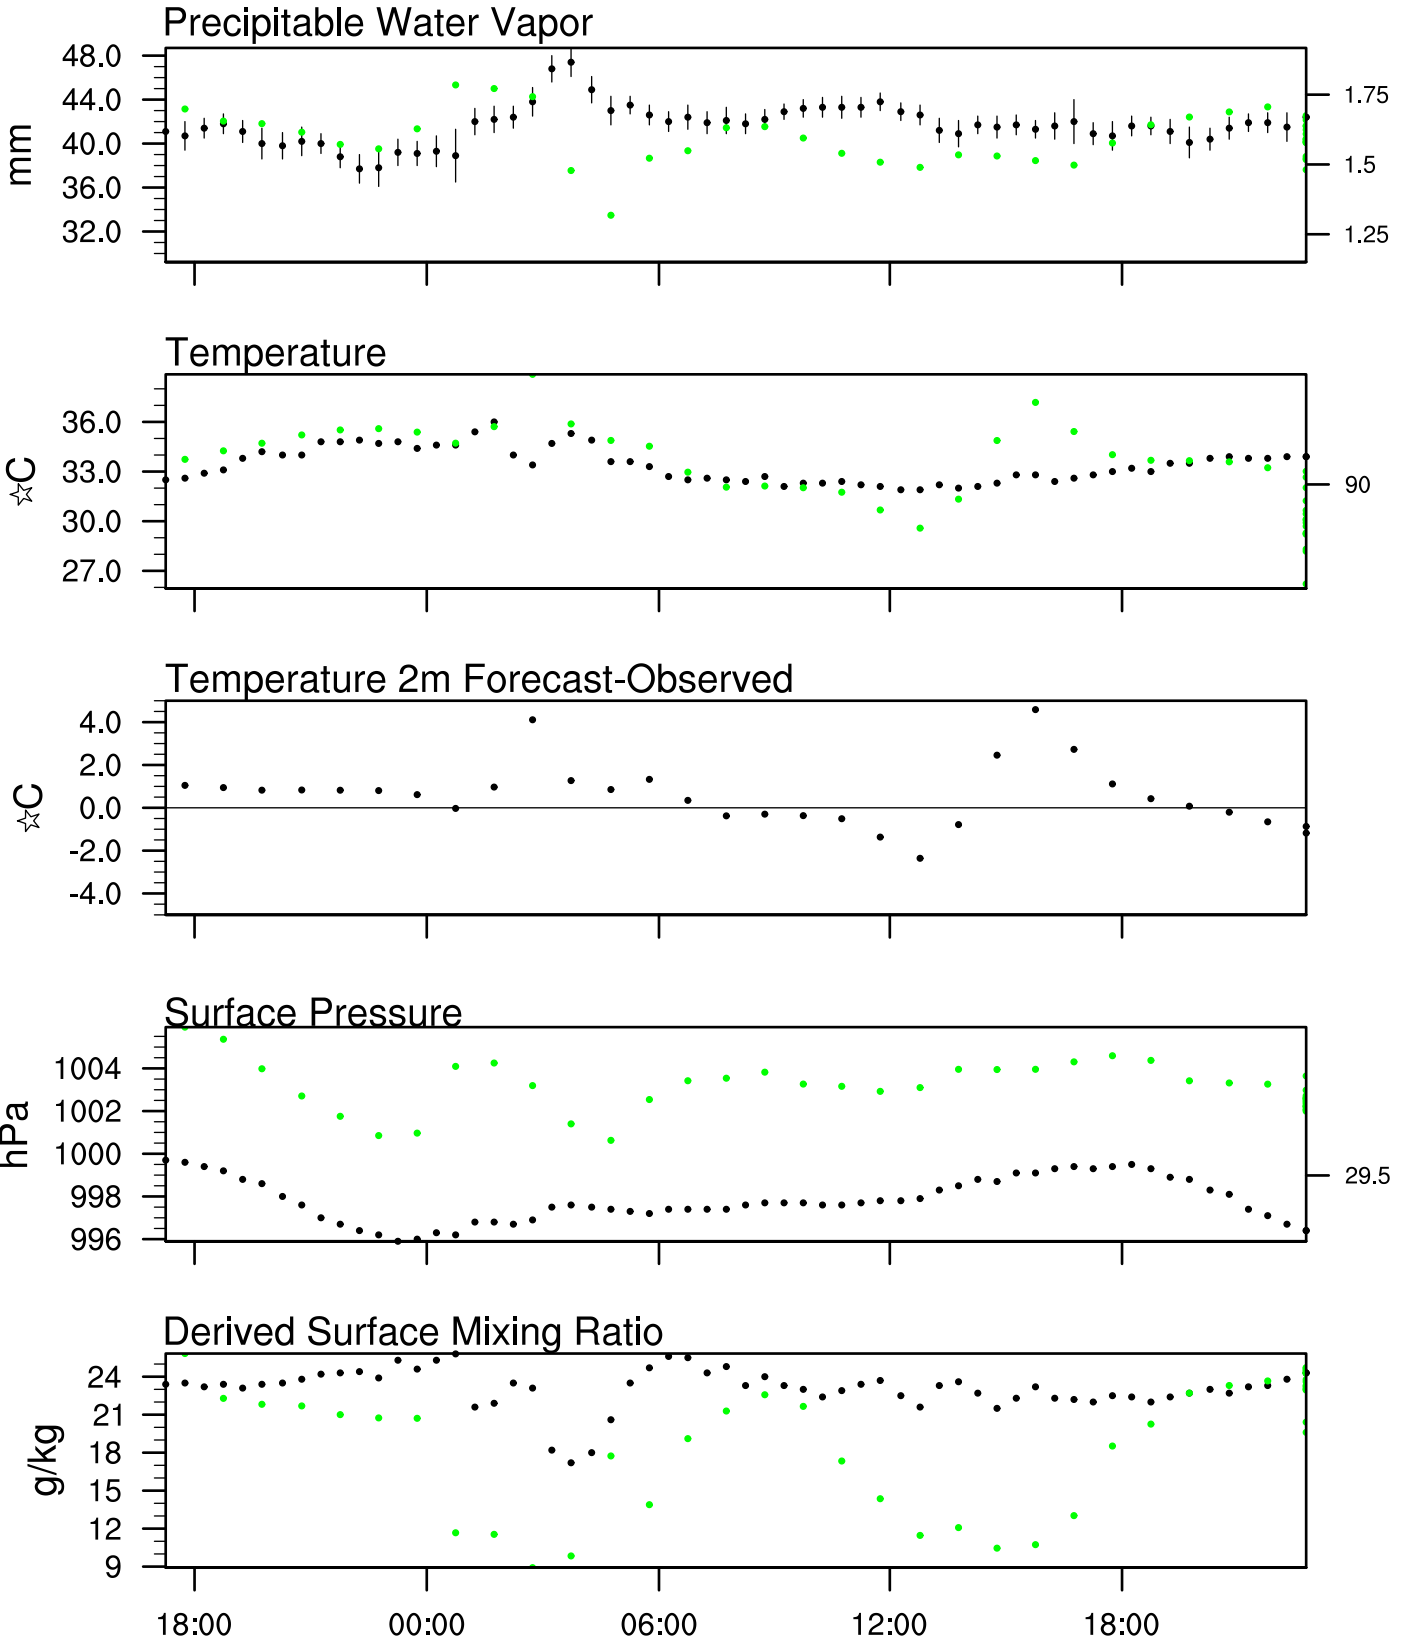 Precipitable Water Vapor
48.0
44.0
40.0
36.0
32.0
mm
1.75
1.5
1.25
Temperature
36.0
33.0
30.0
27.0
☆C
90
Temperature 2m Forecast-Observed
4.0
2.0
0.0
-2.0
-4.0
☆C
Surface Pressure
1004
1002
1000
998
996
hPa
29.5
Derived Surface Mixing Ratio
24
21
18
15
12
9
g/kg
18:00 00:00 06:00 12:00 18:00